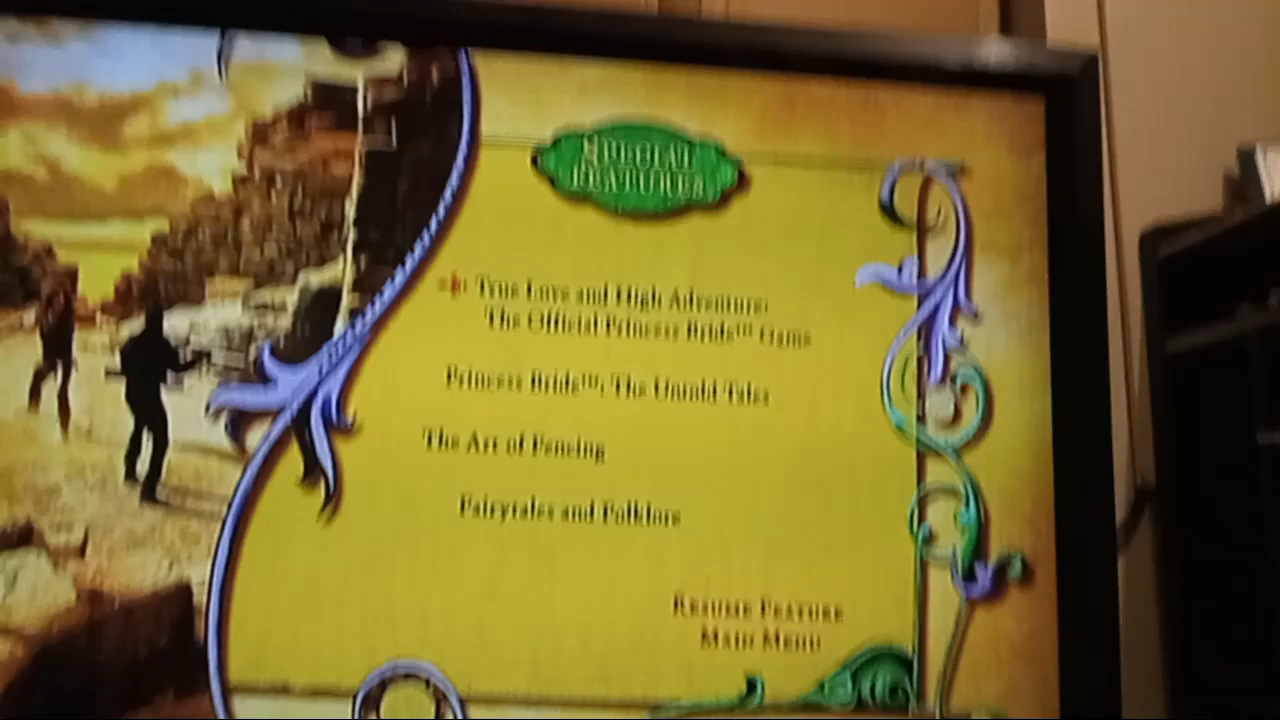 SPECIAL
FEATURES
True Love and High Adventure:
The Official Princess Bride™ Game
Princess Bride™: The Untold Tales
The Art of Fencing
Fairytales and Folklore
RESUME FEATURE
MAIN MENU